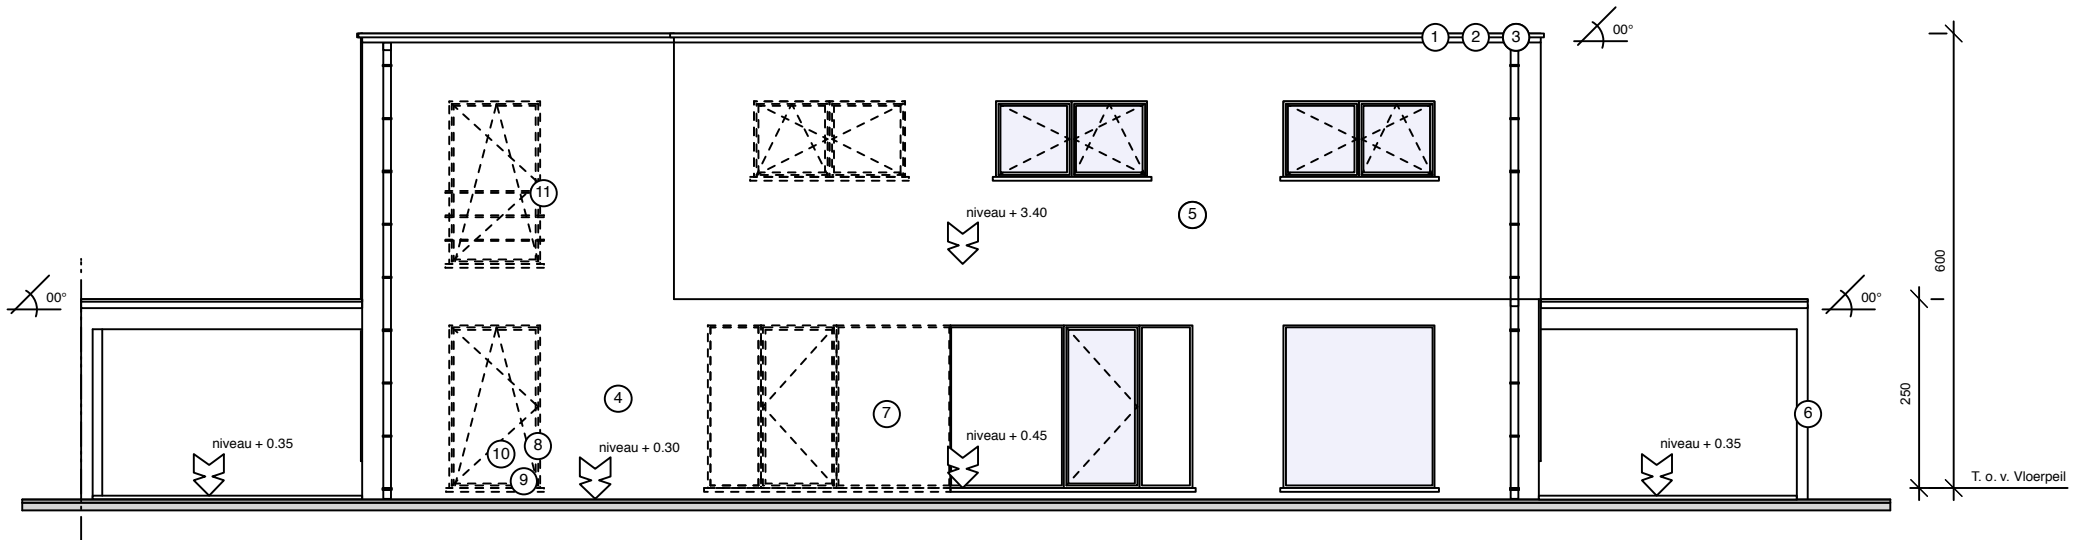 1 2 3
00°
11
niveau + 3.40
5
600
00°
00°
250
4
7
6
niveau + 0.35
10
8
9
niveau + 0.30
niveau + 0.45
niveau + 0.35
T. o. v. Vloerpeil